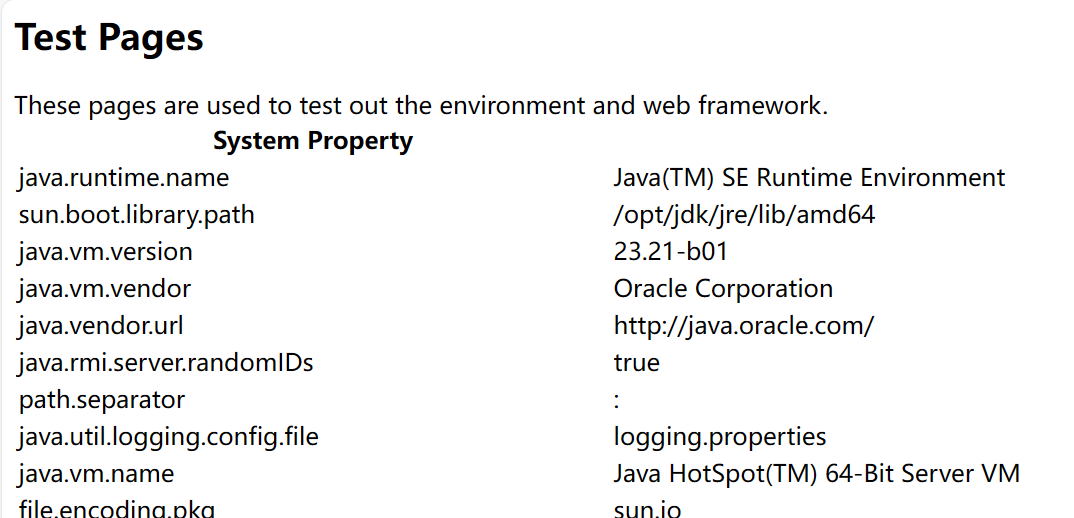 Test Pages
These pages are used to test out the environment and web framework.
System Property
java.runtime.name Java(TM) SE Runtime Environment
sun.boot.library.path /opt/jdk/jre/lib/amd64
java.vm.version 23.21-b01
java.vm.vendor Oracle Corporation
java.vendor.url http://java.oracle.com/
java.rmi.server.randomIDs true
path.separator :
java.util.logging.config.file logging.properties
java.vm.name Java HotSpot(TM) 64-Bit Server VM
file.encoding.pkg sun.io